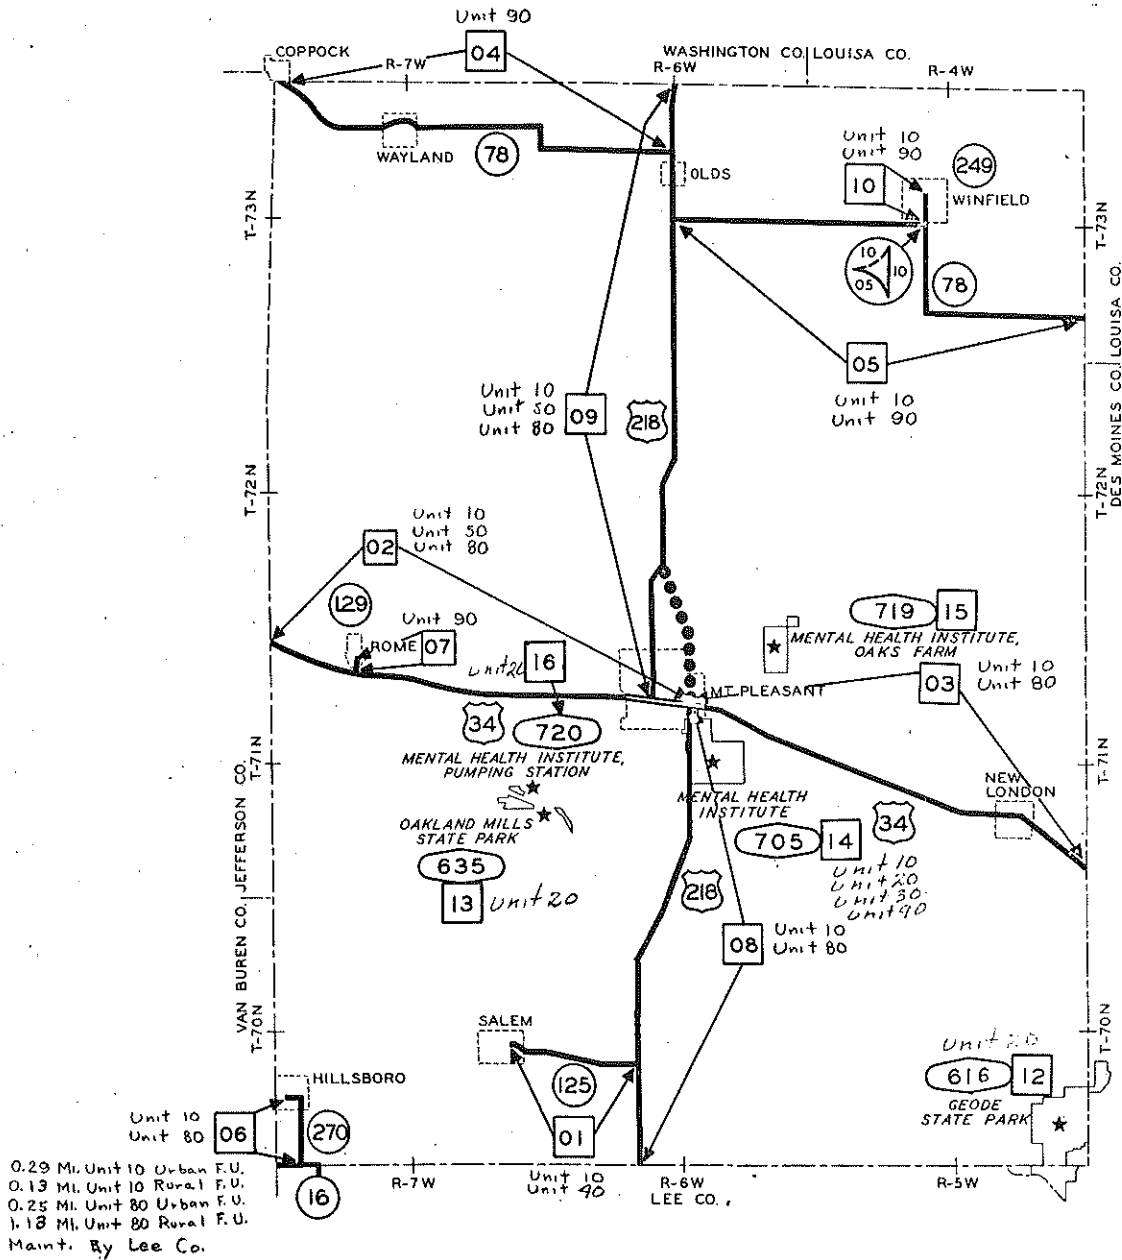 Unit 90
04
COPPOCK
R-7W
WASHINGTON CO. LOUISA CO.
R-6W
R-4W
WAYLAND
78
OLDS
Unit 10
Unit 90
10
249
WINFIELD
T-73N
T-73N
10
10
05
78
05
Unit 10
Unit 90
Unit 10
Unit 50
Unit 80
09
218
DES MOINES CO. LOUISA CO.
T-72N
T-72N
Unit 10
Unit 50
Unit 80
02
129
Unit 90
ROME
07
Unit 20
16
719
15
MENTAL HEALTH INSTITUTE,
OAKS FARM
03
Unit 10
Unit 80
MT. PLEASANT
34
720
MENTAL HEALTH INSTITUTE,
PUMPING STATION
T-71N
T-71N
NEW
LONDON
MENTAL HEALTH
INSTITUTE
OAKLAND MILLS
STATE PARK
635
13
Unit 20
705
14
34
Unit 10
Unit 20
Unit 30
Unit 90
218
08
Unit 10
Unit 80
VAN BUREN CO. JEFFERSON CO.
T-70N
T-70N
SALEM
125
01
Unit 10
Unit 40
Unit 20
616
12
GEODE
STATE PARK
HILLSBORO
Unit 10
Unit 80
06
270
16
R-7W
R-6W
R-5W
LEE CO.
0.29 Mi. Unit 10 Urban F.U.
0.13 Mi. Unit 10 Rural F.U.
0.25 Mi. Unit 80 Urban F.U.
1.13 Mi. Unit 80 Rural F.U.
Maint. By Lee Co.